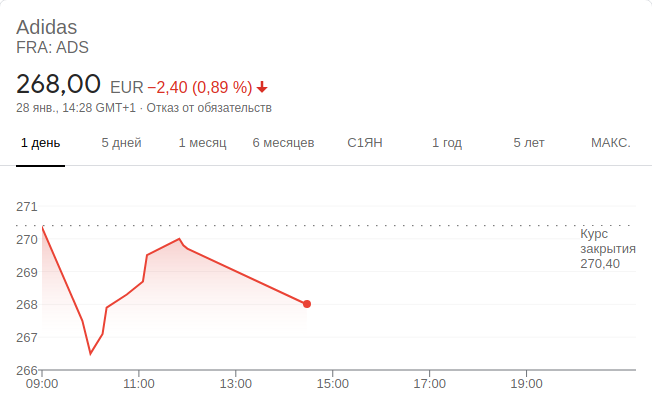 Adidas
FRA: ADS
268,00 EUR −2,40 (0,89 %)
28 янв., 14:28 GMT+1 · Отказ от обязательств
1 день 5 дней 1 месяц 6 месяцев С1ЯН 1 год 5 лет МАКС.
271
270
269
268
267
266
Курс
закрытия
270,40
09:00 11:00 13:00 15:00 17:00 19:00